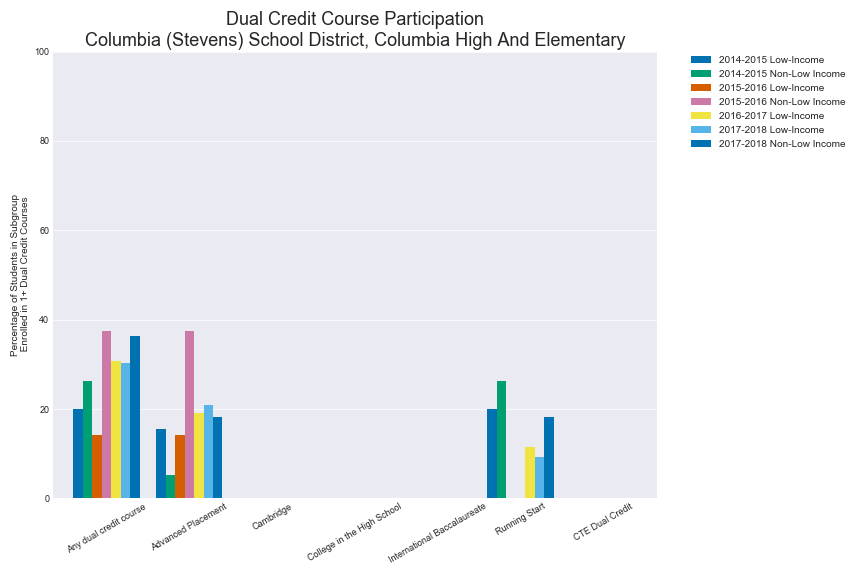 Dual Credit Course Participation
Columbia (Stevens) School District, Columbia High And Elementary
Percentage of Students in Subgroup
Enrolled in 1+ Dual Credit Courses
100
80
60
40
20
0
Any dual credit course
Advanced Placement
Cambridge
College in the High School
International Baccalaureate
Running Start
CTE Dual Credit
2014-2015 Low-Income
2014-2015 Non-Low Income
2015-2016 Low-Income
2015-2016 Non-Low Income
2016-2017 Low-Income
2017-2018 Low-Income
2017-2018 Non-Low Income